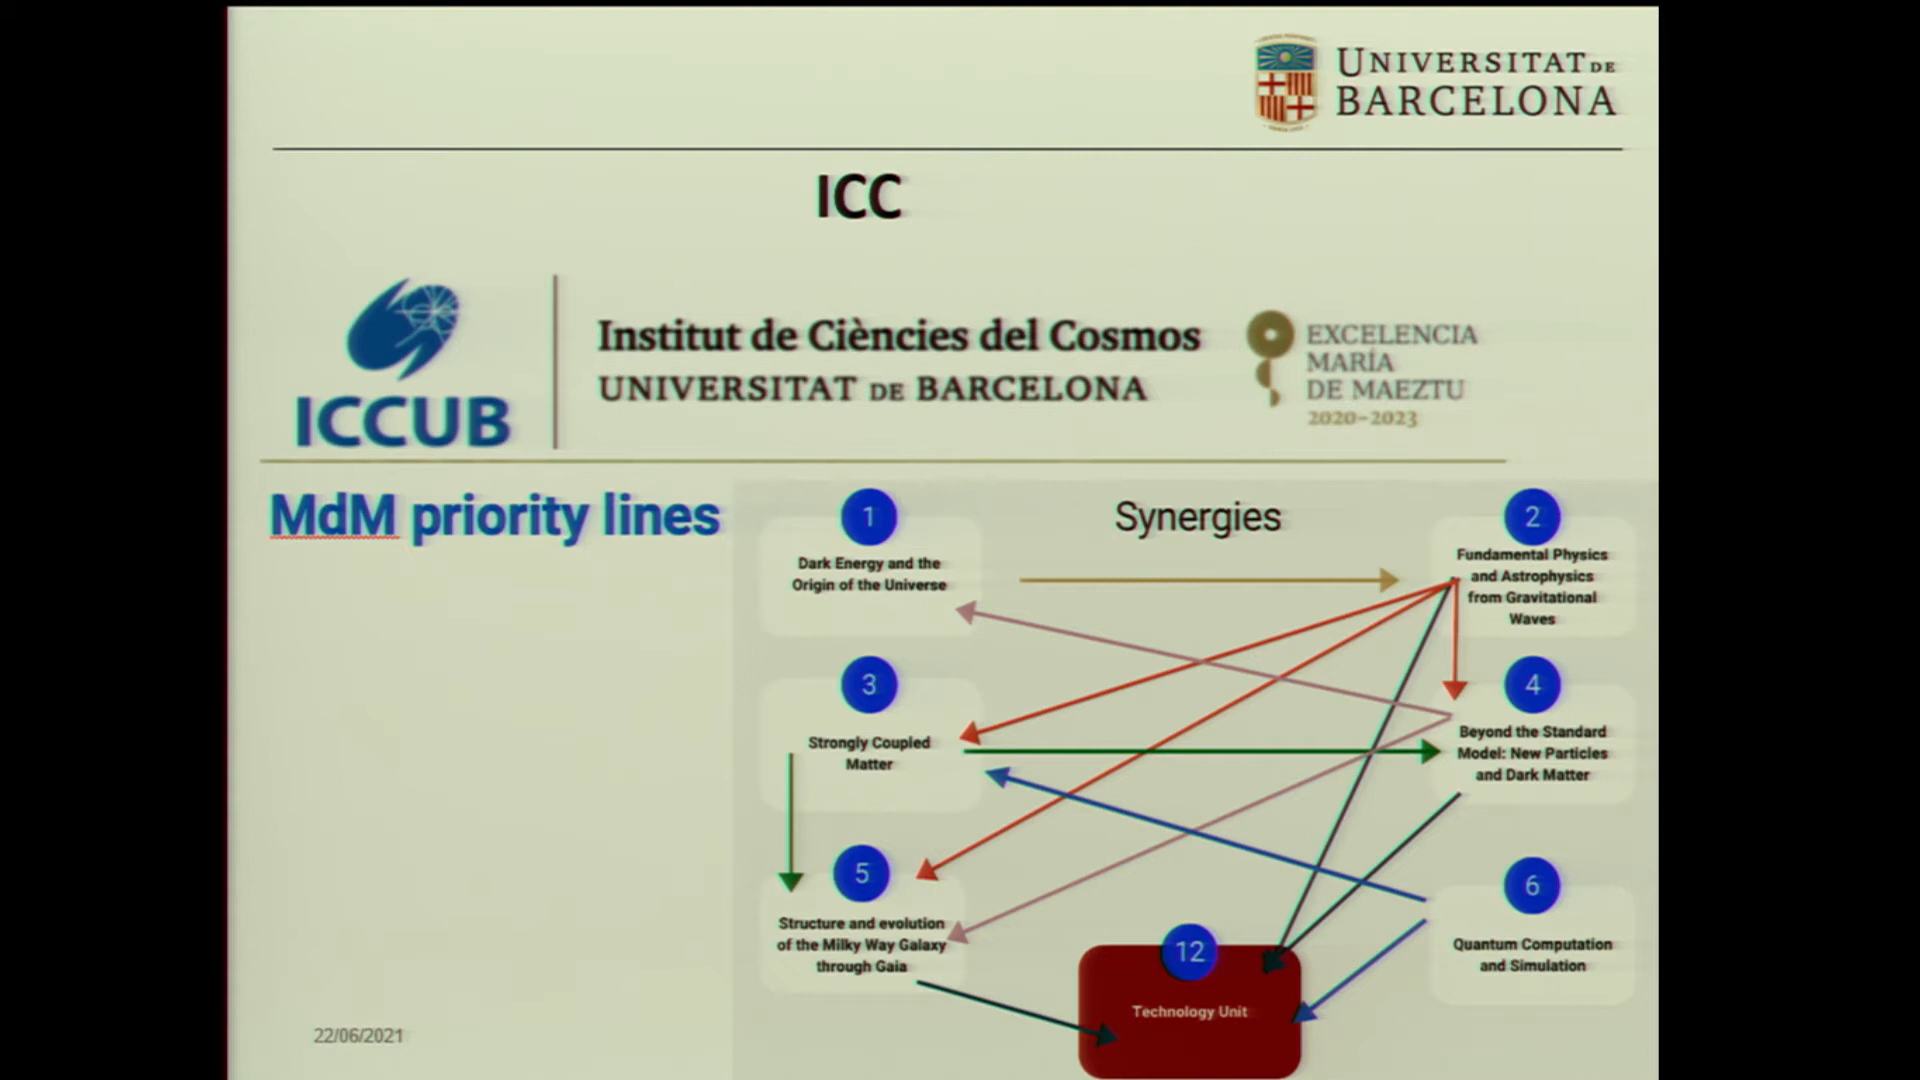 UNIVERSITAT DE
BARCELONA
ICC
ICCUB
Institut de Ciències del Cosmos
UNIVERSITAT DE BARCELONA
EXCELENCIA
MARÍA
DE MAEZTU
2020-2023
MdM priority lines
Synergies
1
Dark Energy and the
Origin of the Universe
2
Fundamental Physics
and Astrophysics
from Gravitational
Waves
3
Strongly Coupled
Matter
4
Beyond the Standard
Model: New Particles
and Dark Matter
5
Structure and evolution
of the Milky Way Galaxy
through Gaia
6
Quantum Computation
and Simulation
12
Technology Unit
22/06/2021